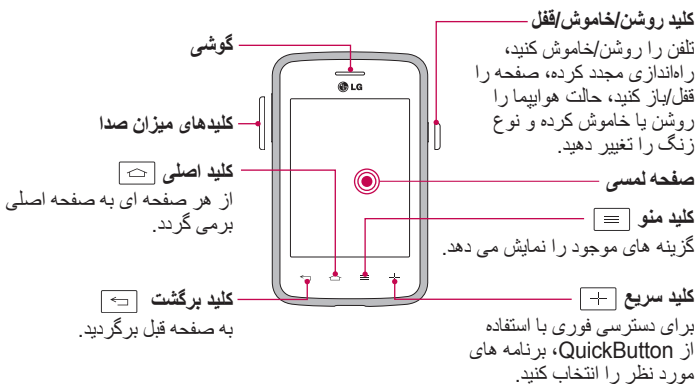 کلید روشن/خاموش/قفل
تلفن را روشن/خاموش کنید،
راه‌اندازی مجدد کرده، صفحه را
قفل/باز کنید، حالت هواپیما را
روشن یا خاموش کرده و نوع
زنگ را تغییر دهید.
صفحه لمسی
کلید منو
گزینه های موجود را نمایش می دهد.
کلید سریع
برای دسترسی فوری با استفاده
از QuickButton، برنامه های
مورد نظر را انتخاب کنید.
گوشی
LG
کلیدهای میزان صدا
کلید اصلی
از هر صفحه ای به صفحه اصلی
برمی گردد.
کلید برگشت
به صفحه قبل برگردید.